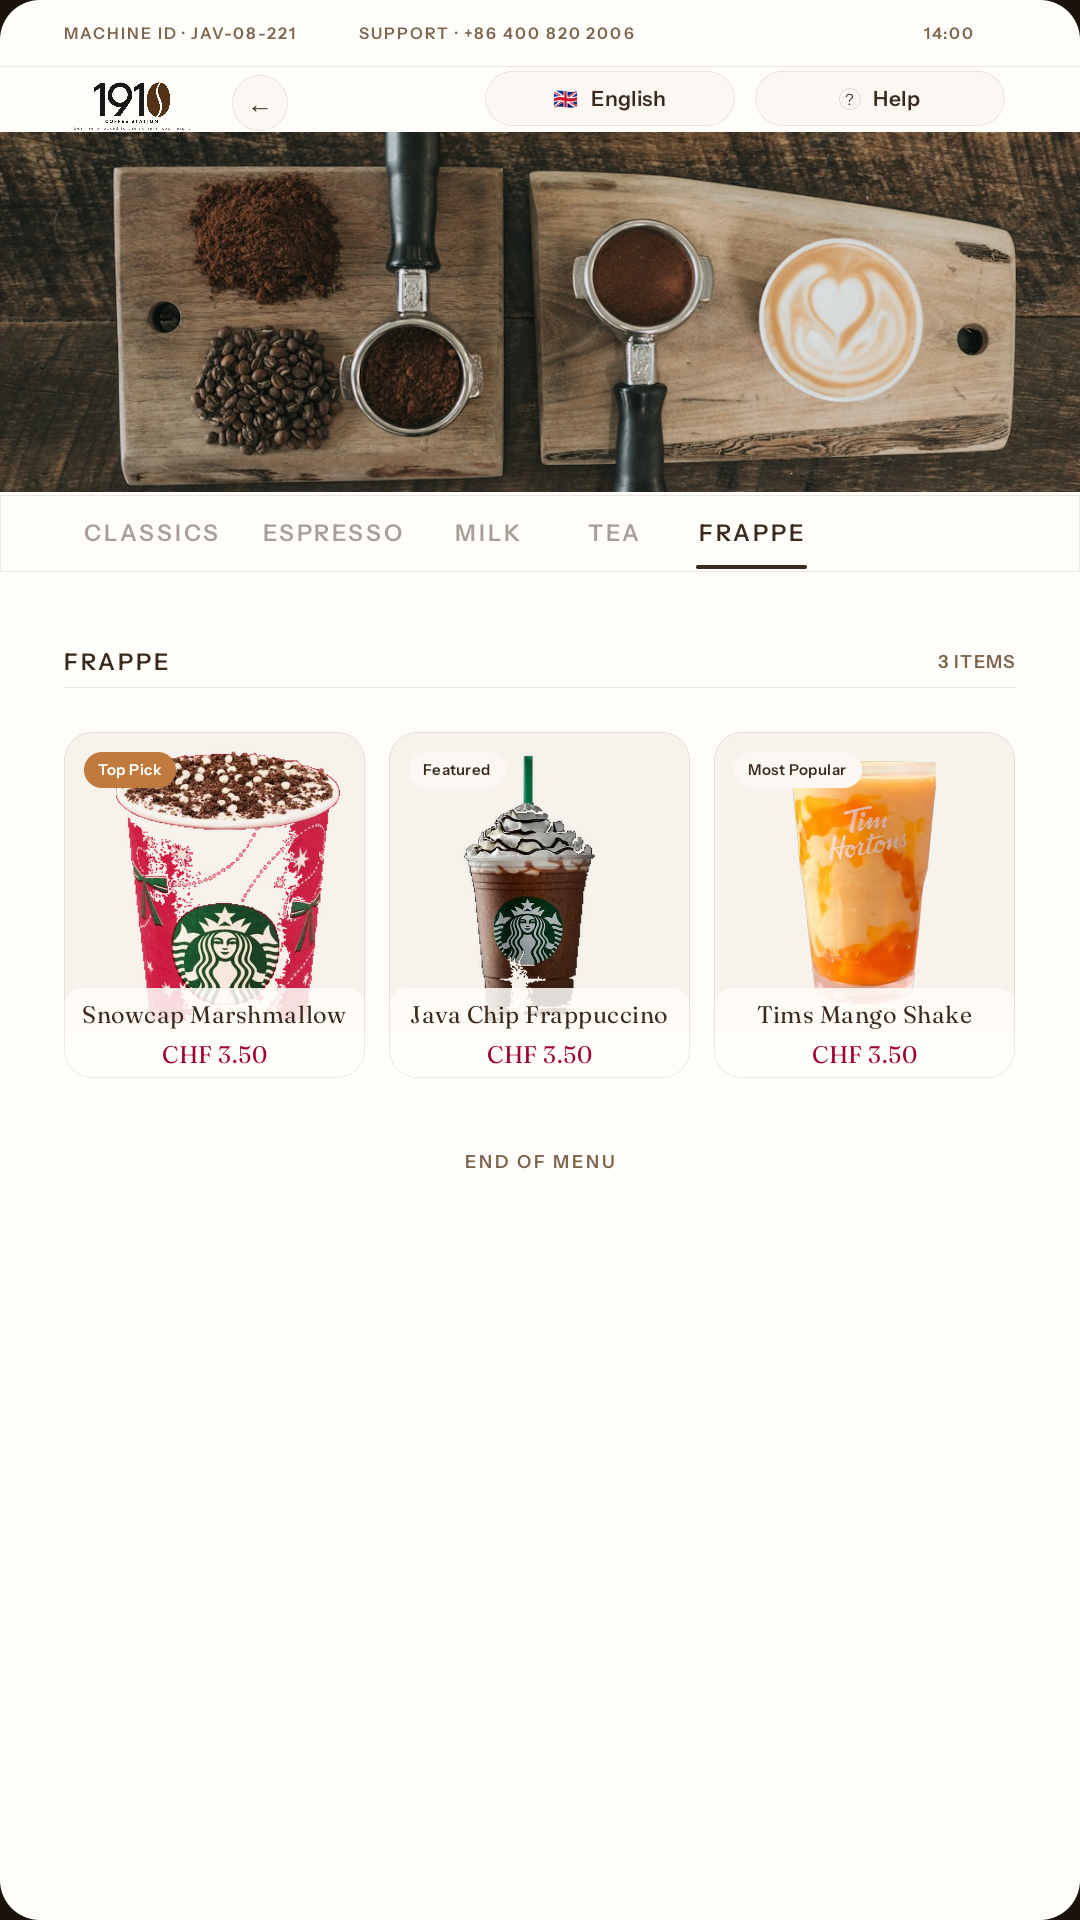 MACHINE ID · JAV-08-221
SUPPORT · +86 400 820 2006
14:00
1910
COFFEE STATION
←
English
? Help
CLASSICS
ESPRESSO
MILK
TEA
FRAPPE
FRAPPE
3 ITEMS
Top Pick
Featured
Most Popular
Tim
Hortons
Snowcap Marshmallow
CHF 3.50
Java Chip Frappuccino
CHF 3.50
Tims Mango Shake
CHF 3.50
END OF MENU